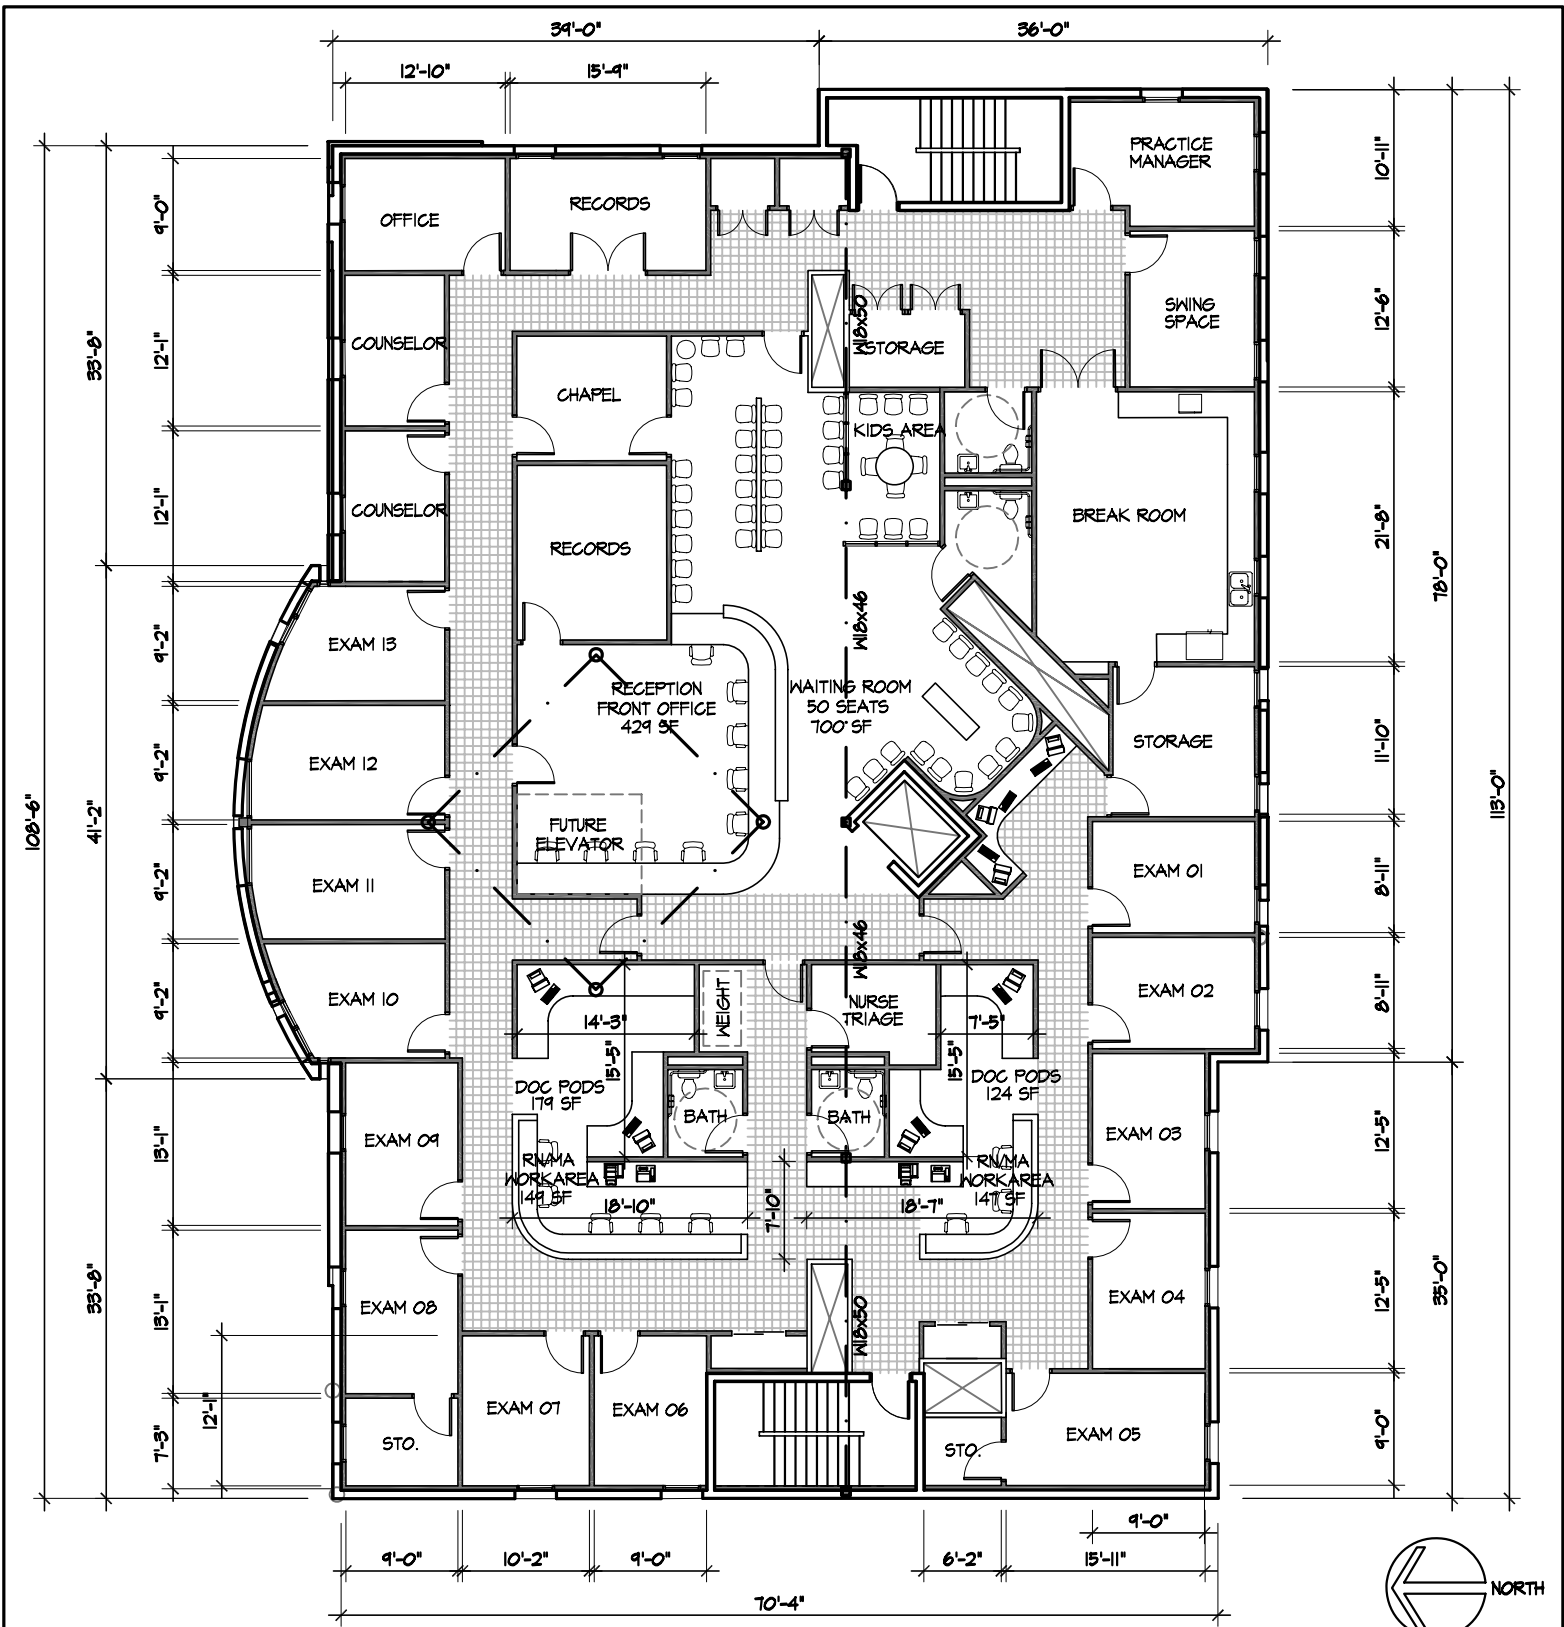 39'-0"
36'-0"
12'-10"
15'-9"
PRACTICE
MANAGER
10'-11"
OFFICE
RECORDS
9'-0"
SWING
SPACE
12'-6"
W18x50
STORAGE
COUNSELOR
12'-1"
33'-8"
CHAPEL
KIDS AREA
COUNSELOR
12'-1"
RECORDS
BREAK ROOM
21'-8"
78'-0"
W18x46
EXAM 13
9'-2"
RECEPTION
FRONT OFFICE
429 SF
WAITING ROOM
50 SEATS
700 SF
STORAGE
11'-10"
EXAM 12
9'-2"
108'-6"
41'-2"
113'-0"
FUTURE
ELEVATOR
EXAM 11
9'-2"
EXAM 01
8'-11"
W18x46
EXAM 10
9'-2"
WEIGHT
NURSE
TRIAGE
EXAM 02
8'-11"
14'-3"
7'-5"
15'-5"
15'-5"
DOC PODS
179 SF
DOC PODS
124 SF
BATH
BATH
EXAM 09
13'-1"
EXAM 03
12'-5"
RN/MA
WORKAREA
149 SF
RN/MA
WORKAREA
147 SF
18'-10"
7'-10"
18'-7"
33'-8"
EXAM 08
13'-1"
W18x50
EXAM 04
12'-5"
35'-0"
12'-1"
EXAM 07
EXAM 06
STO.
7'-3"
STO.
EXAM 05
9'-0"
9'-0"
9'-0"
10'-2"
9'-0"
6'-2"
15'-11"
70'-4"
NORTH